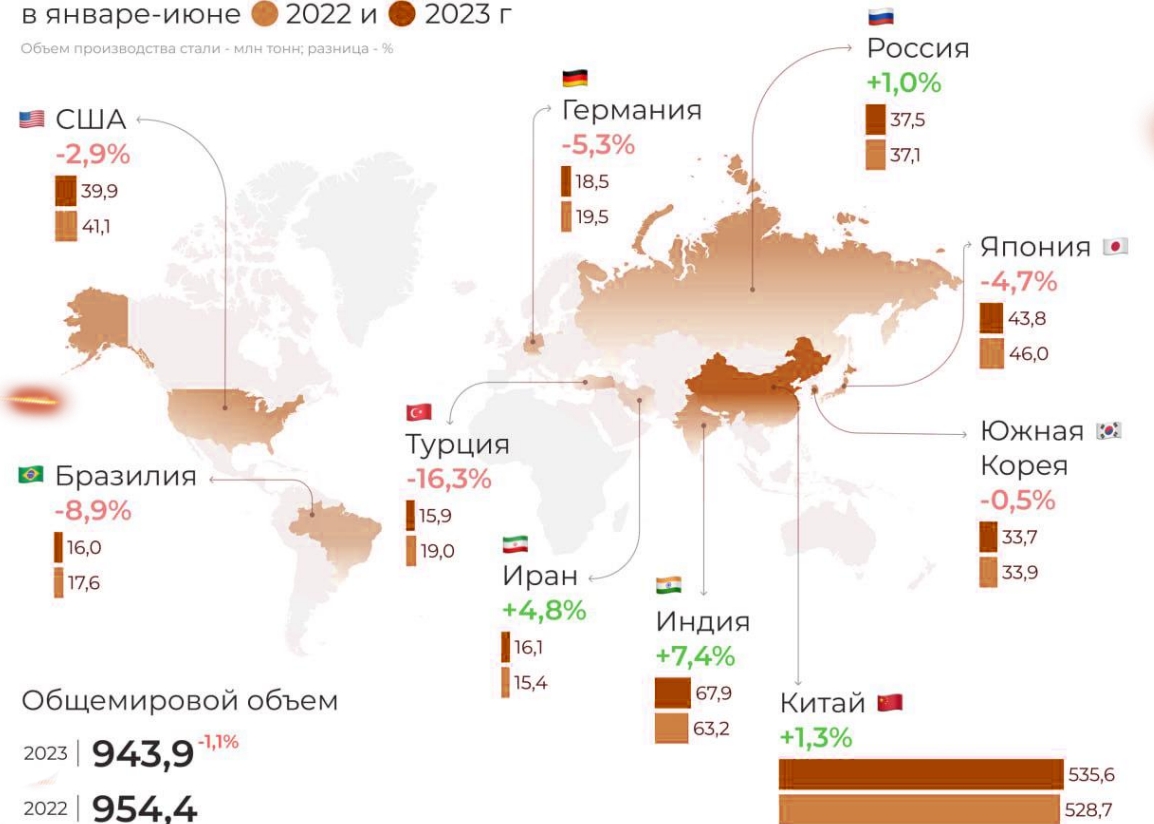 в январе-июне 2022 и 2023 г
Объем производства стали - млн тонн; разница - %
США
-2,9%
39,9
41,1
Германия
-5,3%
18,5
19,5
Россия
+1,0%
37,5
37,1
Япония
-4,7%
43,8
46,0
Южная
Корея
-0,5%
33,7
33,9
Турция
-16,3%
15,9
19,0
Бразилия
-8,9%
16,0
17,6
Иран
+4,8%
16,1
15,4
Индия
+7,4%
67,9
63,2
Китай
+1,3%
535,6
528,7
Общемировой объем
2023 | 943,9 -1,1%
2022 | 954,4